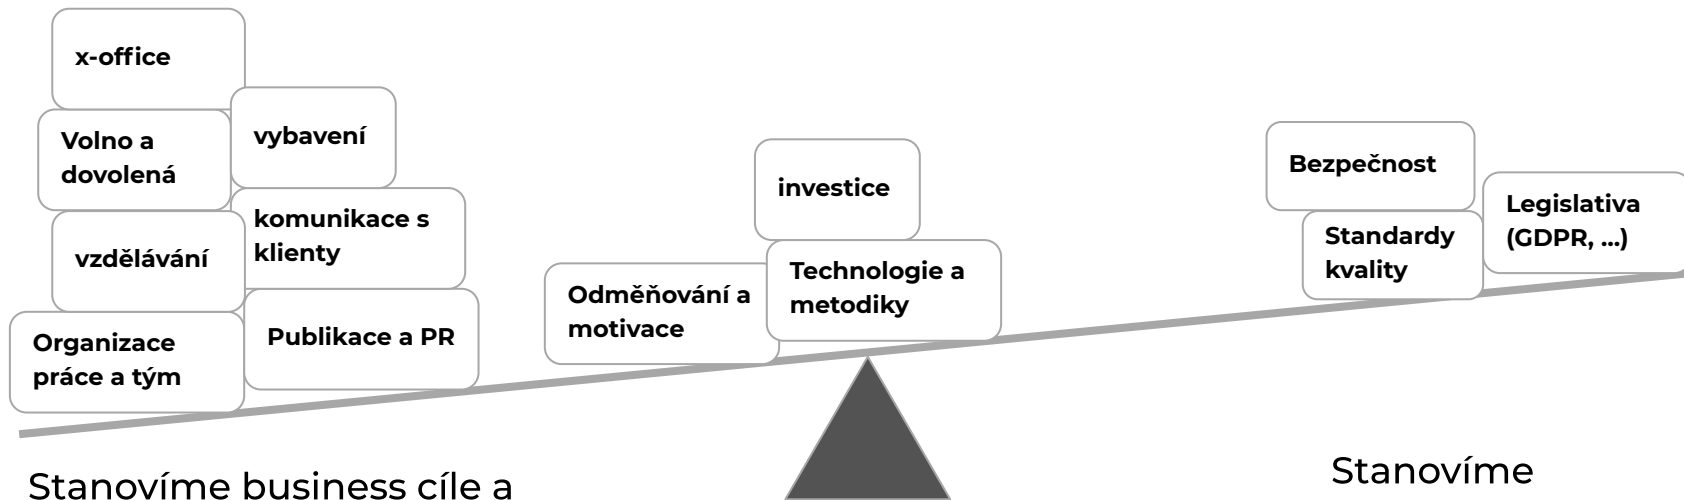 x-office
Volno a
dovolená
vybavení
vzdělávání
komunikace s
klienty
Organizace
práce a tým
Publikace a PR
Odměňování a
motivace
investice
Technologie a
metodiky
Bezpečnost
Standardy
kvality
Legislativa
(GDPR, ...)
Stanovíme business cíle a
Stanovíme